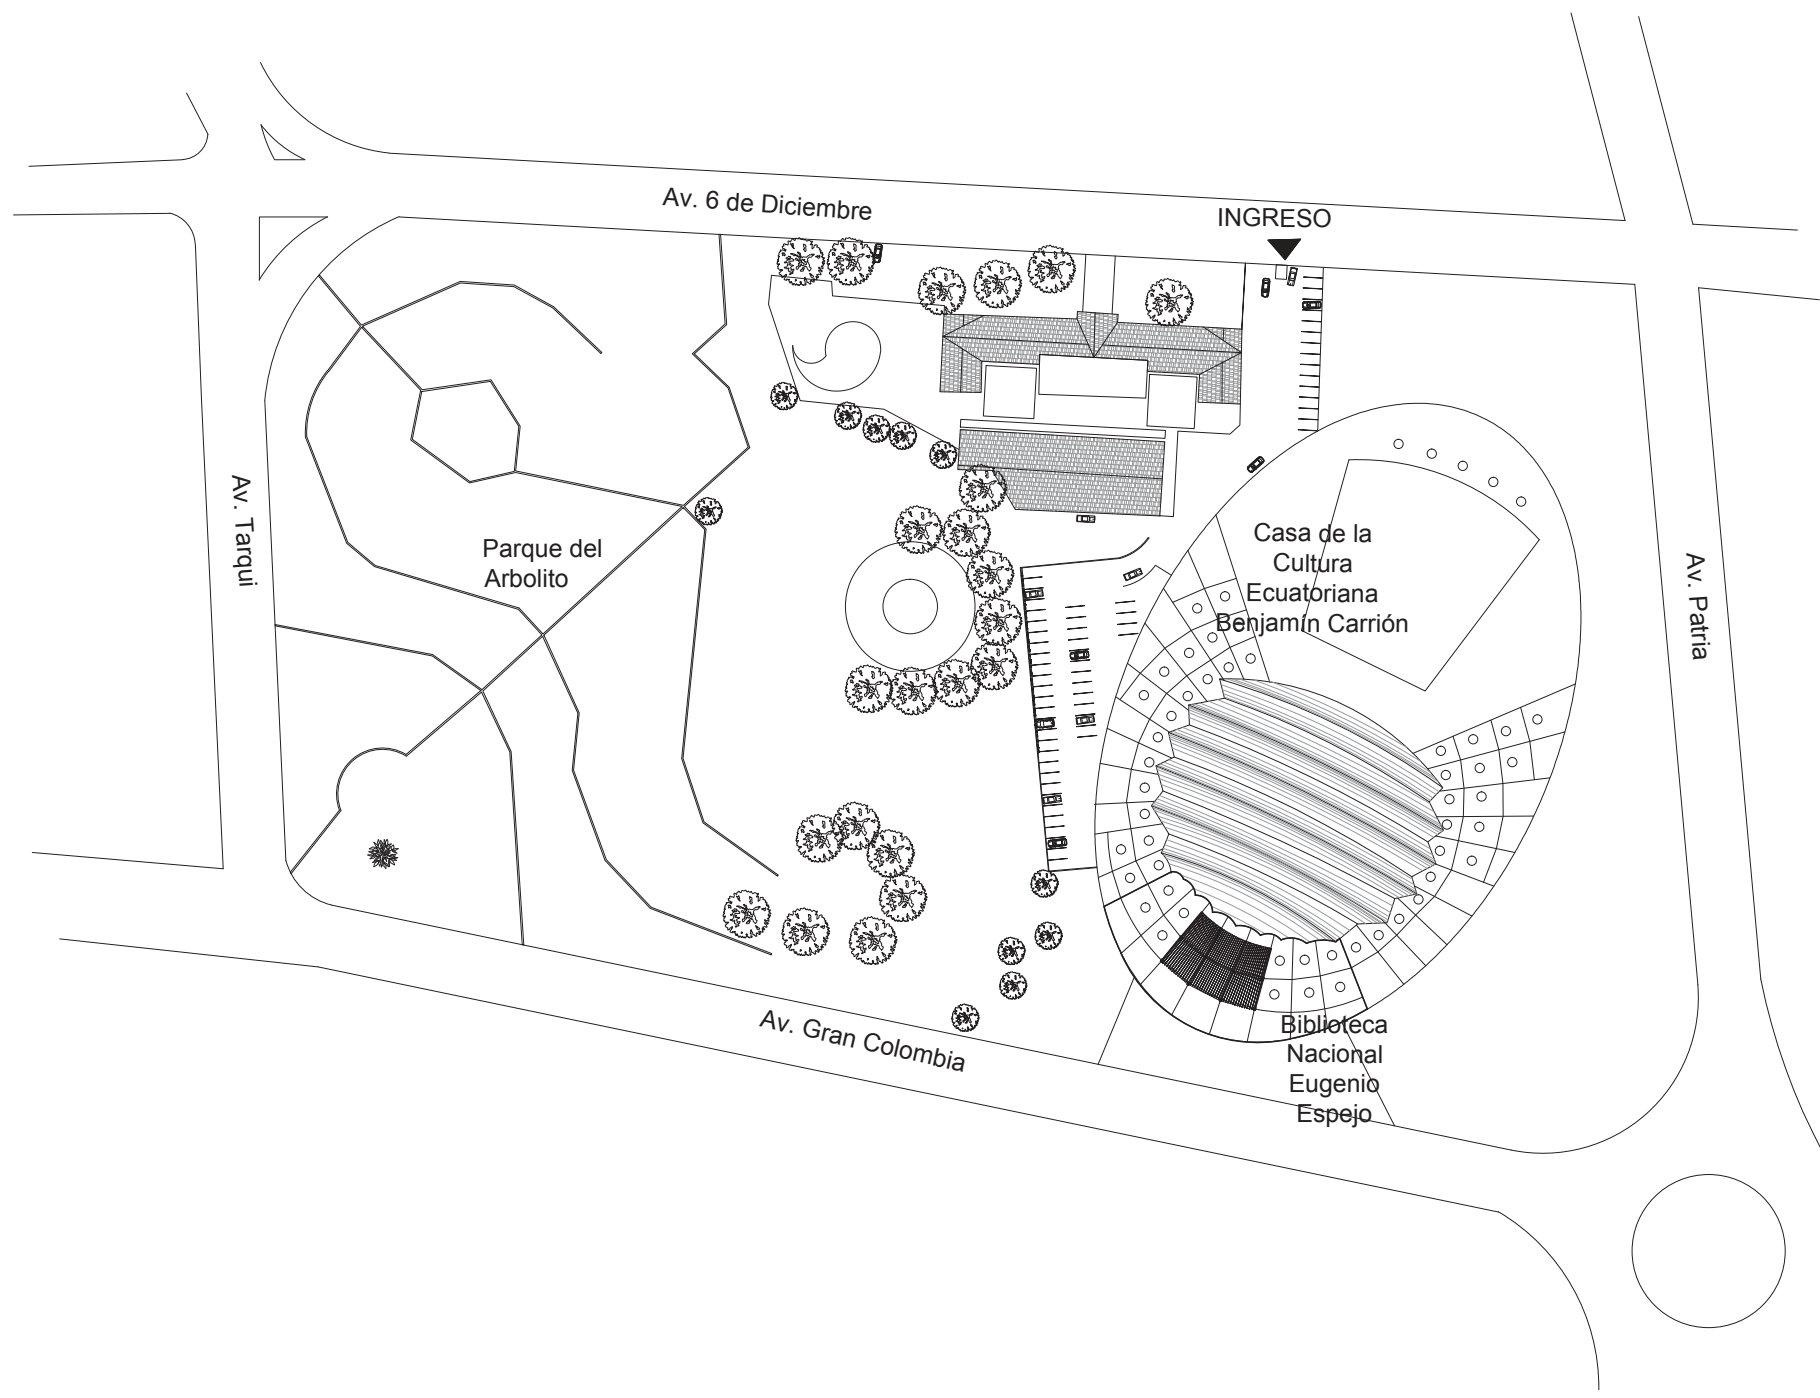 Av. 6 de Diciembre
INGRESO
Av. Tarqui
Parque del
Arbolito
Casa de la
Cultura
Ecuatoriana
Benjamín Carrión
Av. Patria
Av. Gran Colombia
Biblioteca
Nacional
Eugenio
Espejo